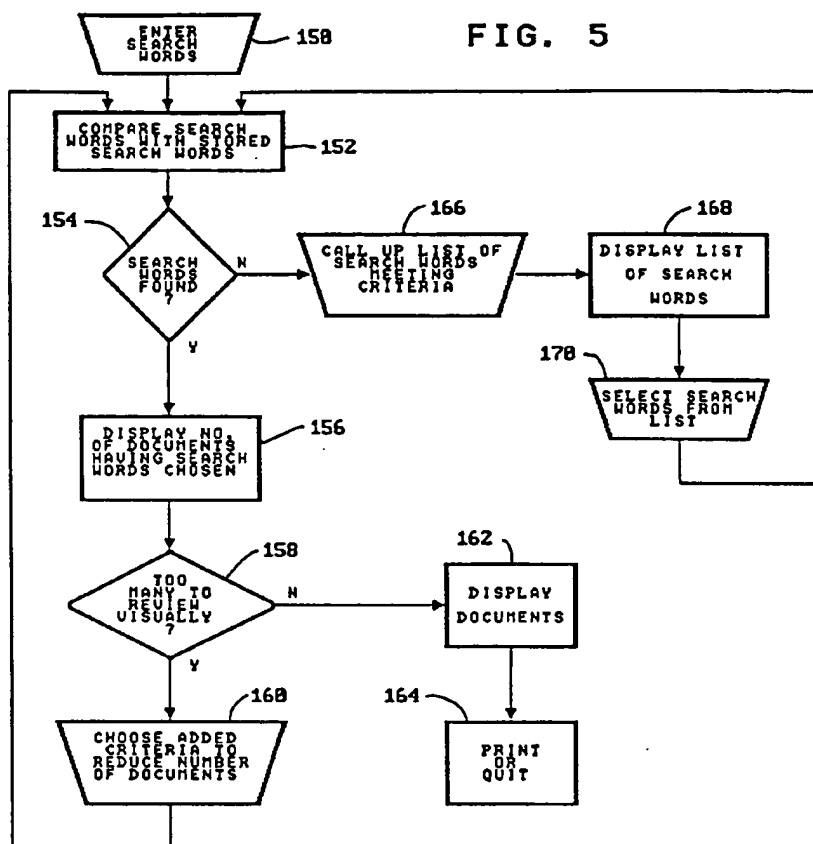 FIG. 5
ENTER
SEARCH
WORDS
150
COMPARE SEARCH
WORDS WITH STORED
SEARCH WORDS
152
154
SEARCH
WORDS
FOUND
?
N
Y
166
CALL UP LIST OF
SEARCH WORDS
MEETING
CRITERIA
168
DISPLAY LIST
OF SEARCH
WORDS
170
SELECT SEARCH
WORDS FROM
LIST
DISPLAY NO.
OF DOCUMENTS
HAVING SEARCH
WORDS CHOSEN
156
158
TOO
MANY TO
REVIEW
VISUALLY
?
N
Y
162
DISPLAY
DOCUMENTS
160
CHOOSE ADDED
CRITERIA TO
REDUCE NUMBER
OF DOCUMENTS
164
PRINT
OR
QUIT